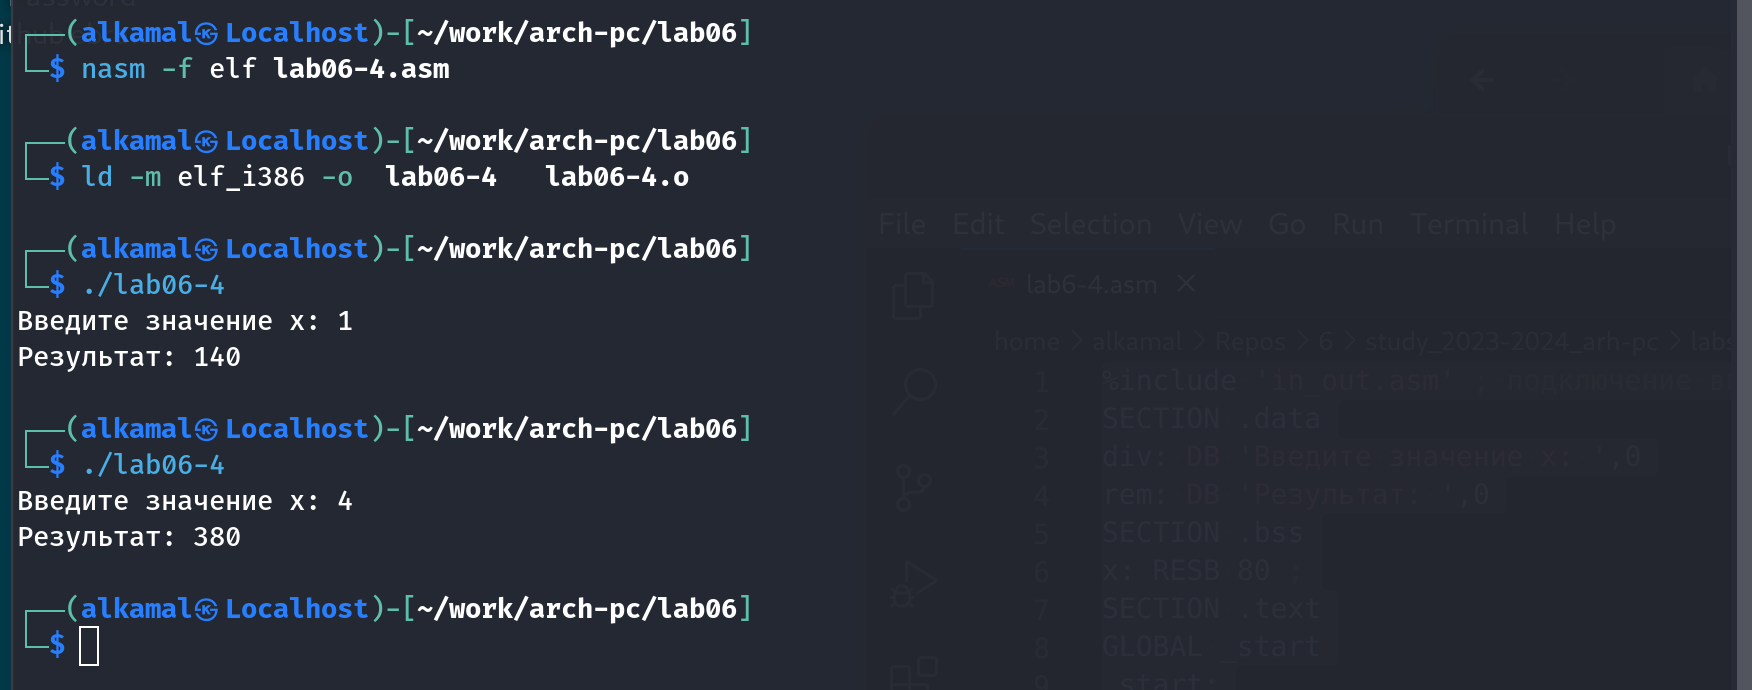 (alkamal㉿Localhost)-[~/work/arch-pc/lab06]
$ nasm -f elf lab06-4.asm
(alkamal㉿Localhost)-[~/work/arch-pc/lab06]
$ ld -m elf_i386 -o  lab06-4   lab06-4.o
(alkamal㉿Localhost)-[~/work/arch-pc/lab06]
$ ./lab06-4
Введите значение x: 1
Результат: 140
(alkamal㉿Localhost)-[~/work/arch-pc/lab06]
$ ./lab06-4
Введите значение x: 4
Результат: 380
(alkamal㉿Localhost)-[~/work/arch-pc/lab06]
$
File Edit Selection View Go Run Terminal Help
lab6-4.asm
home > alkamal > Repos > 6 > study_2023-2024_arh-pc > labs
1 %include 'in_out.asm' ; подключение
2 SECTION .data
3 div: DB 'Введите значение x: ',0
4 rem: DB 'Результат: ',0
5 SECTION .bss
6 x: RESB 80
7 SECTION .text
8 GLOBAL _start
9 _start: